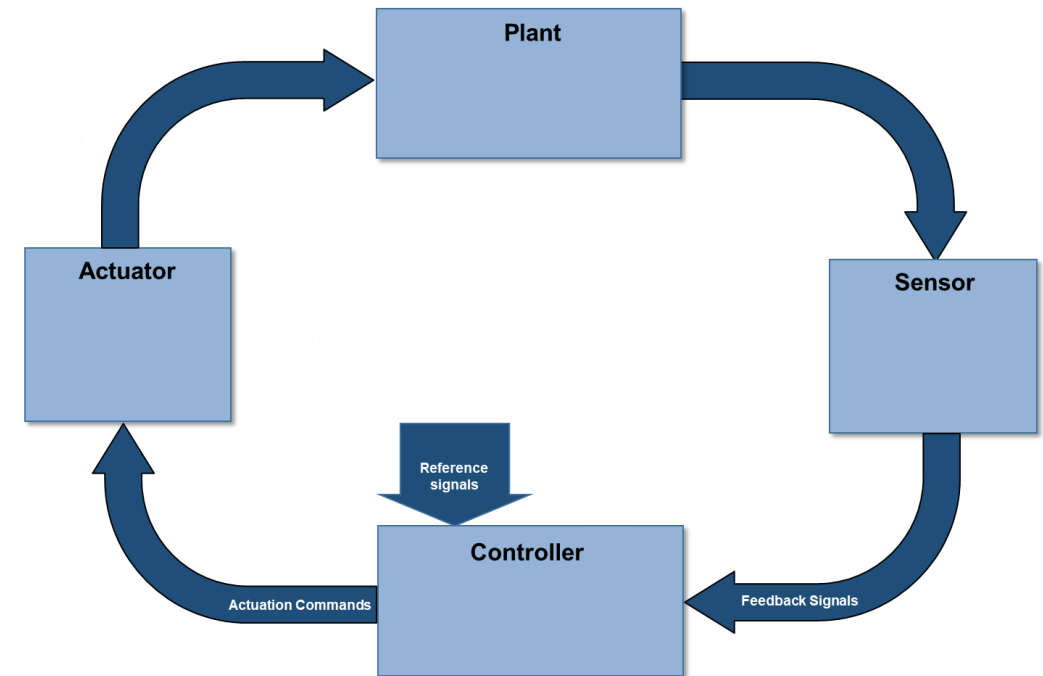 Plant
Actuator
Sensor
Reference
signals
Controller
Actuation Commands
Feedback Signals